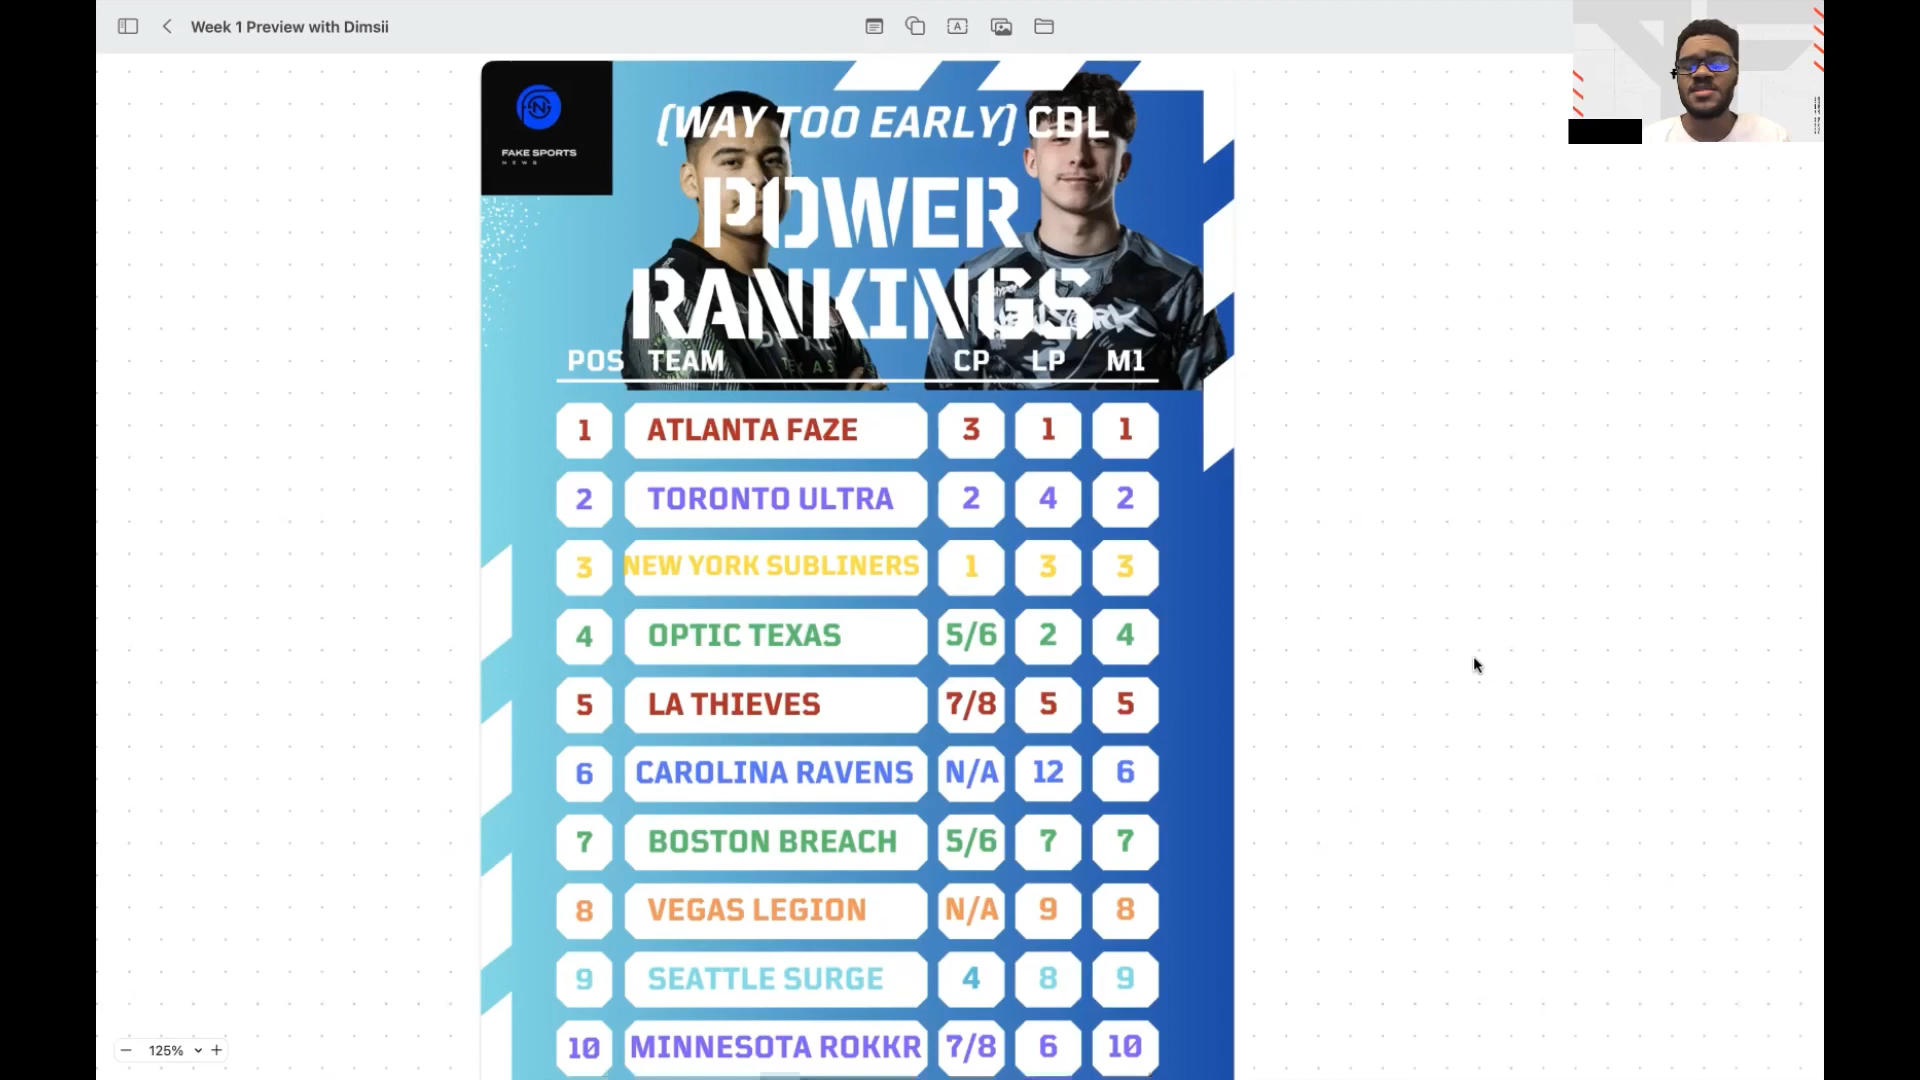 Week 1 Preview with Dimsii
FAKE SPORTS
NEWS
(WAY TOO EARLY) CDL
POWER
RANKINGS
POS TEAM CP LP M1
1 ATLANTA FAZE 3 1 1
2 TORONTO ULTRA 2 4 2
3 NEW YORK SUBLINERS 1 3 3
4 OPTIC TEXAS 5/6 2 4
5 LA THIEVES 7/8 5 5
6 CAROLINA RAVENS N/A 12 6
7 BOSTON BREACH 5/6 7 7
8 VEGAS LEGION N/A 9 8
9 SEATTLE SURGE 4 8 9
10 MINNESOTA ROKKR 7/8 6 10
125%